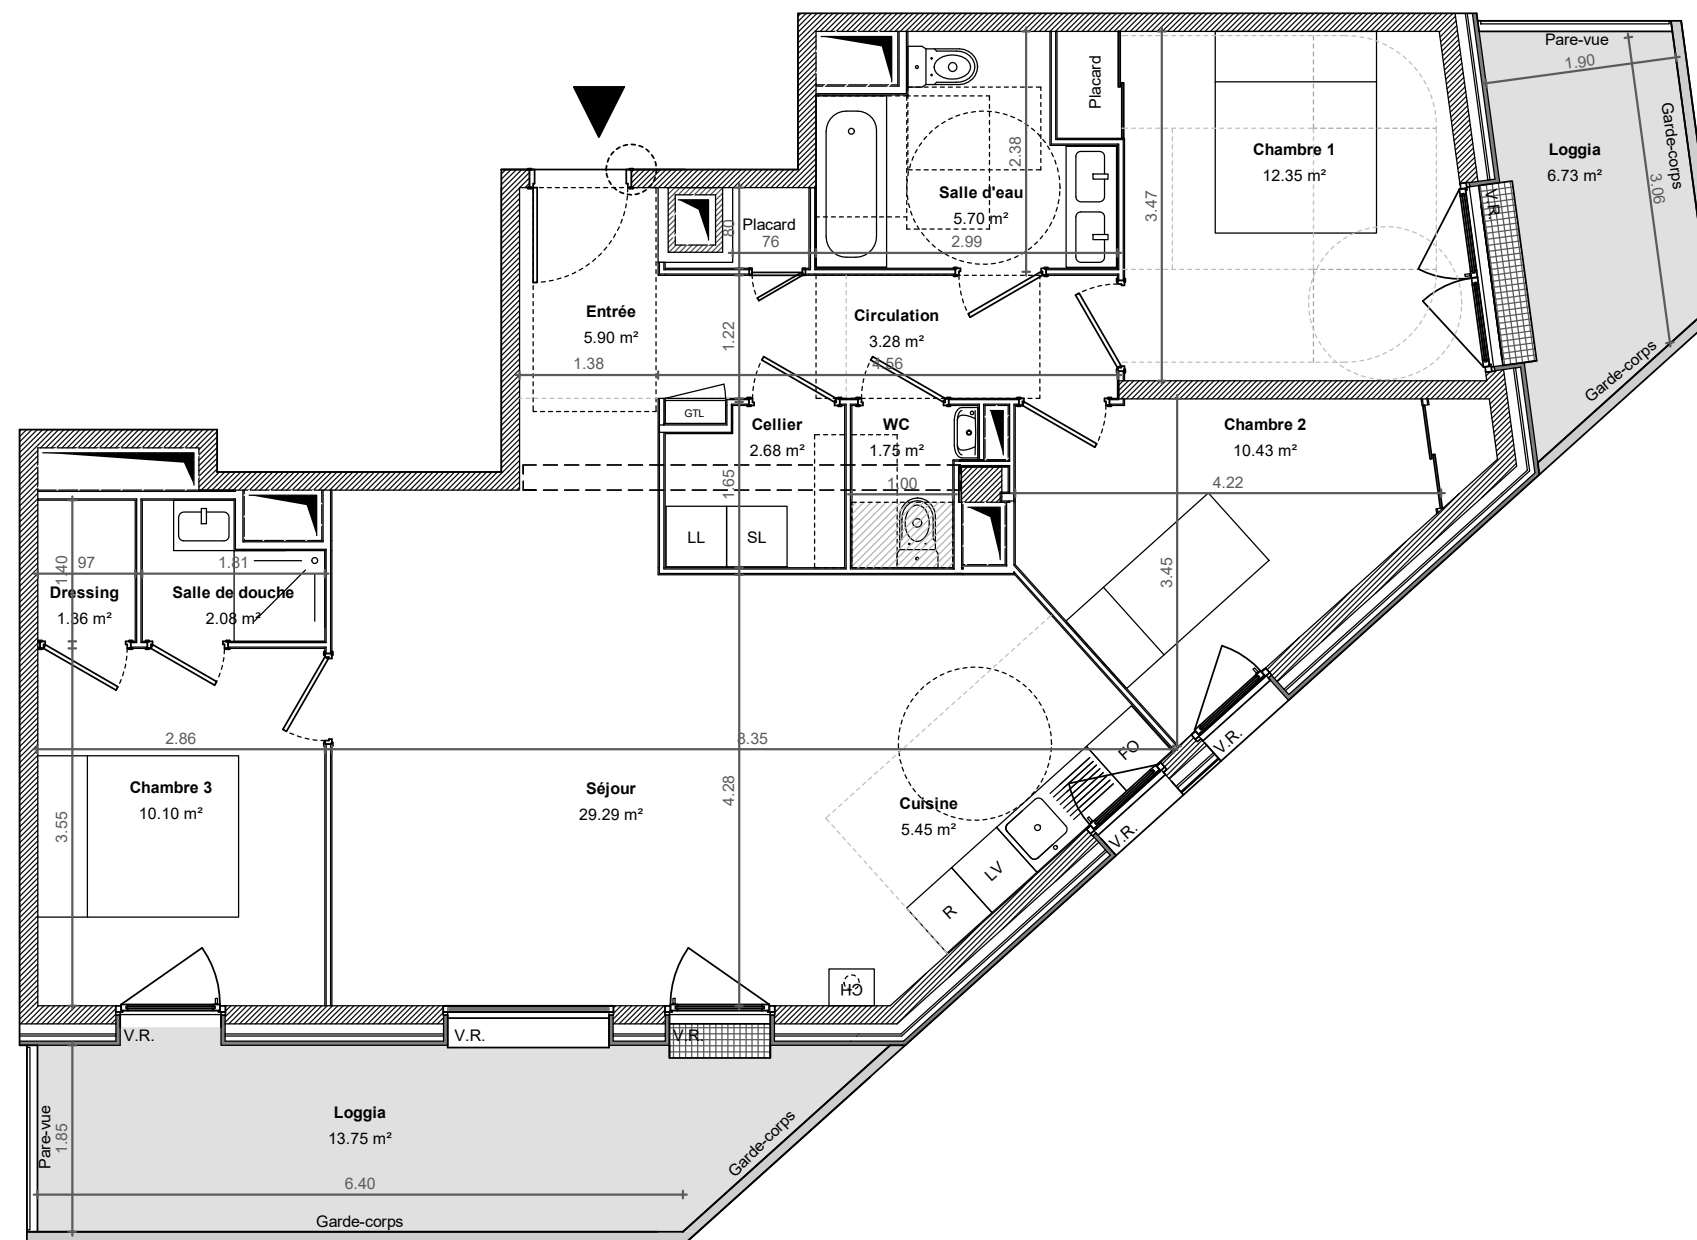 Pare-vue
1.90
Garde-corps
3.06
Loggia
6.73 m²
Garde-corps
V.R.
Placard
Chambre 1
12.35 m²
3.47
2.38
Salle d'eau
5.70 m²
2.99
Placard
76
80
Entrée
5.90 m²
1.38
1.22
Circulation
3.28 m²
4.56
GTL
Cellier
2.68 m²
1.65
LL
SL
WC
1.75 m²
1.00
Chambre 2
10.43 m²
4.22
3.45
97
1.40
Dressing
1.36 m²
1.81
Salle de douche
2.08 m²
2.86
8.35
Chambre 3
10.10 m²
3.55
Séjour
29.29 m²
4.28
Cuisine
5.45 m²
FO
LV
R
CH
V.R.
V.R.
V.R.
V.R.
V.R.
Pare-vue
1.85
Loggia
13.75 m²
6.40
Garde-corps
Garde-corps